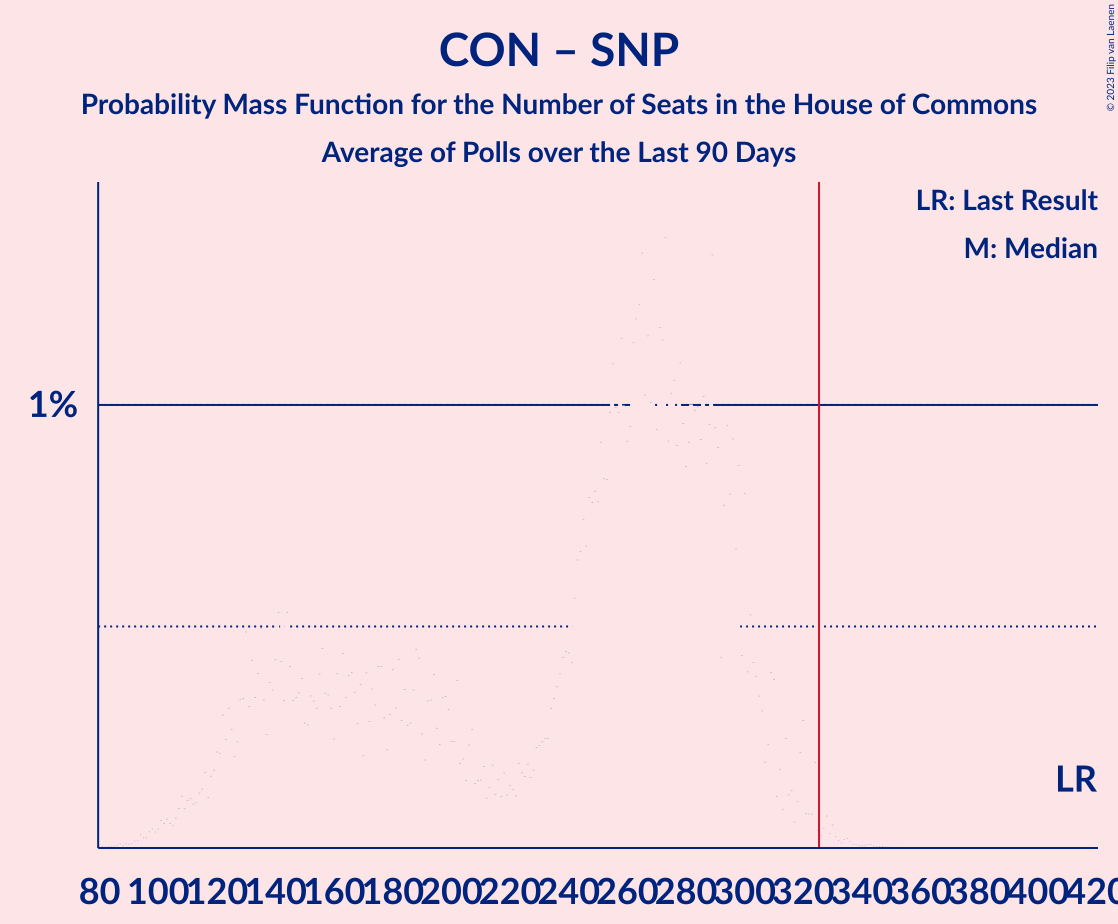 CON – SNP
Probability Mass Function for the Number of Seats in the House of Commons
Average of Polls over the Last 90 Days
© 2023 Filip van Laenen
LR: Last Result
M: Median
1%
LR
80 100 120 140 160 180 200 220 240 260 280 300 320 340 360 380 400 420